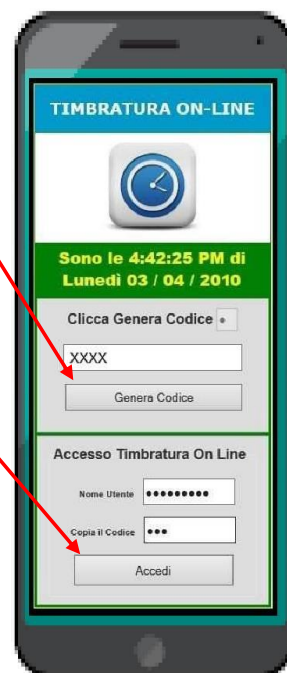 TIMBRATURA ON-LINE
Sono le 4:42:25 PM di
Lunedì 03 / 04 / 2010
Clicca Genera Codice
XXXX
Genera Codice
Accesso Timbratura On Line
Nome Utente •••••••••
Copia il Codice •••
Accedi